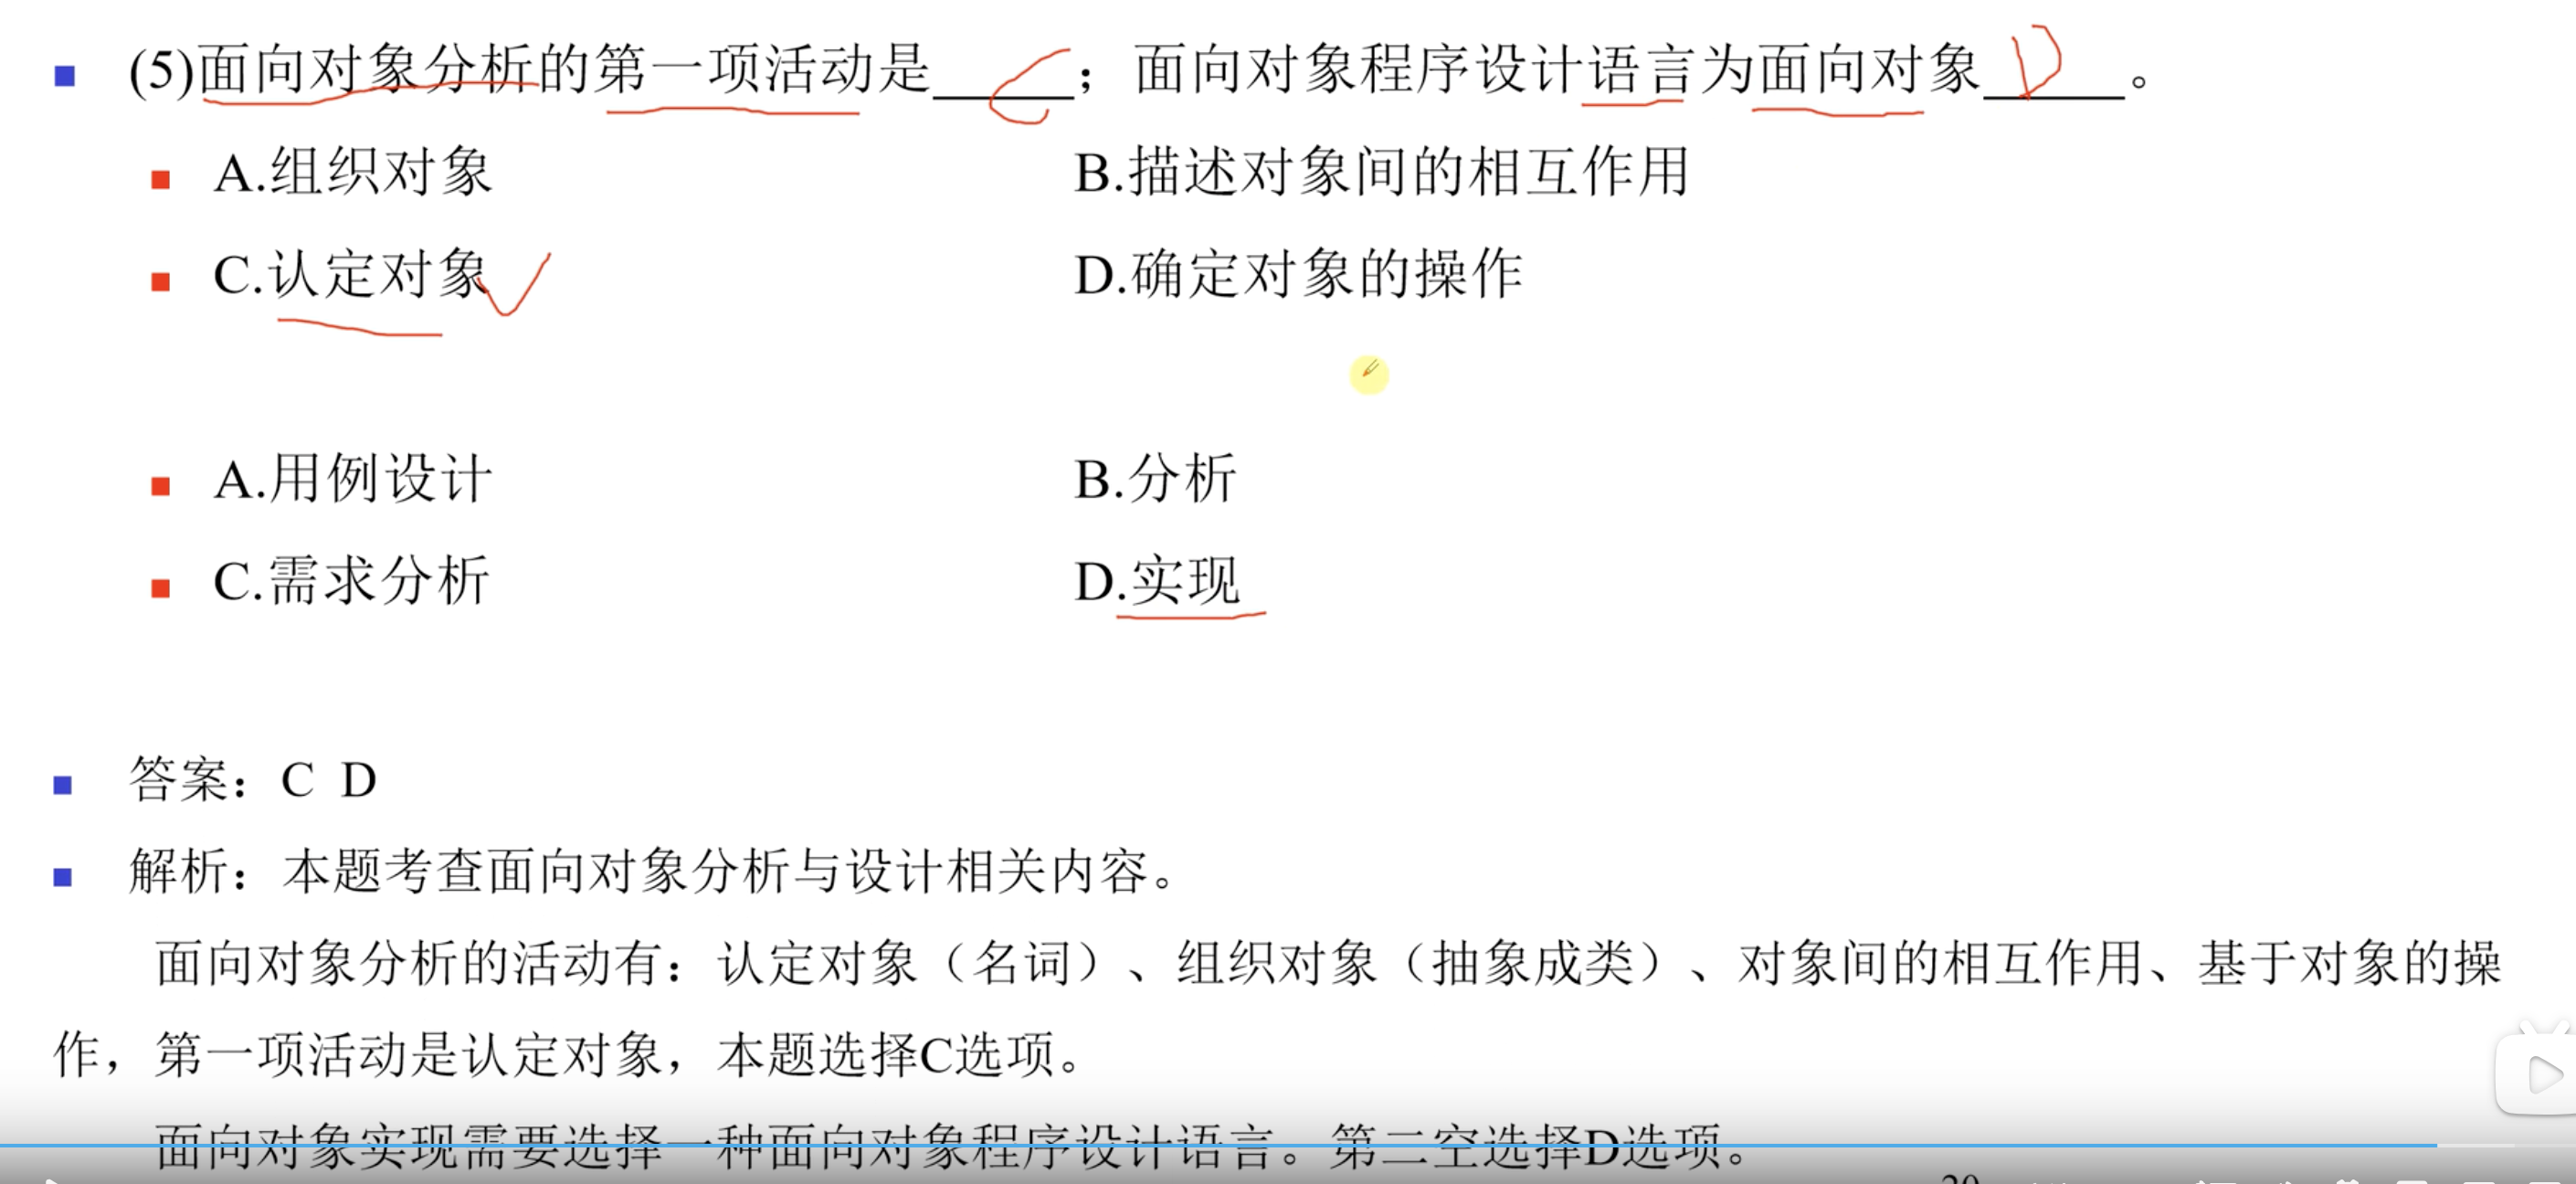 (5)面向对象分析的第一项活动是_____C；面向对象程序设计语言为面向对象_____D。
A.组织对象 B.描述对象间的相互作用
C.认定对象 D.确定对象的操作
A.用例设计 B.分析
C.需求分析 D.实现
答案：C D
解析：本题考查面向对象分析与设计相关内容。
面向对象分析的活动有：认定对象（名词）、组织对象（抽象成类）、对象间的相互作用、基于对象的操
作，第一项活动是认定对象，本题选择C选项。
面向对象实现需要选择一种面向对象程序设计语言。第二空选择D选项。